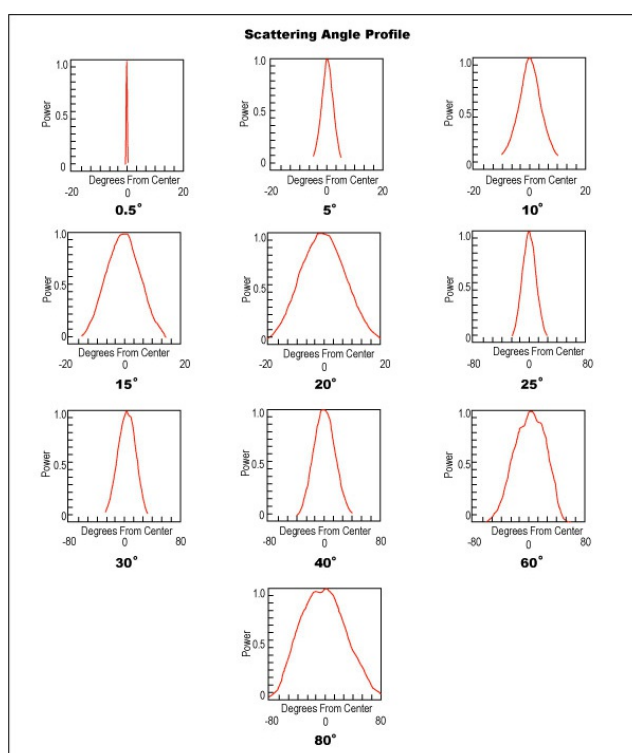 Scattering Angle Profile
1.0 1.0 1.0
Power 0.5 Power 0.5 Power 0.5
0 0 0
Degrees From Center Degrees From Center Degrees From Center
-20 0 20 -20 0 20 -20 0 20
0.5° 5° 10°
1.0 1.0 1.0
Power 0.5 Power 0.5 Power 0.5
0 0 0
Degrees From Center Degrees From Center Degrees From Center
-20 0 20 -20 0 20 -80 0 80
15° 20° 25°
1.0 1.0 1.0
Power 0.5 Power 0.5 Power 0.5
0 0 0
Degrees From Center Degrees From Center Degrees From Center
-80 0 80 -80 0 80 -80 0 80
30° 40° 60°
1.0
Power 0.5
0
Degrees From Center
-80 0 80
80°